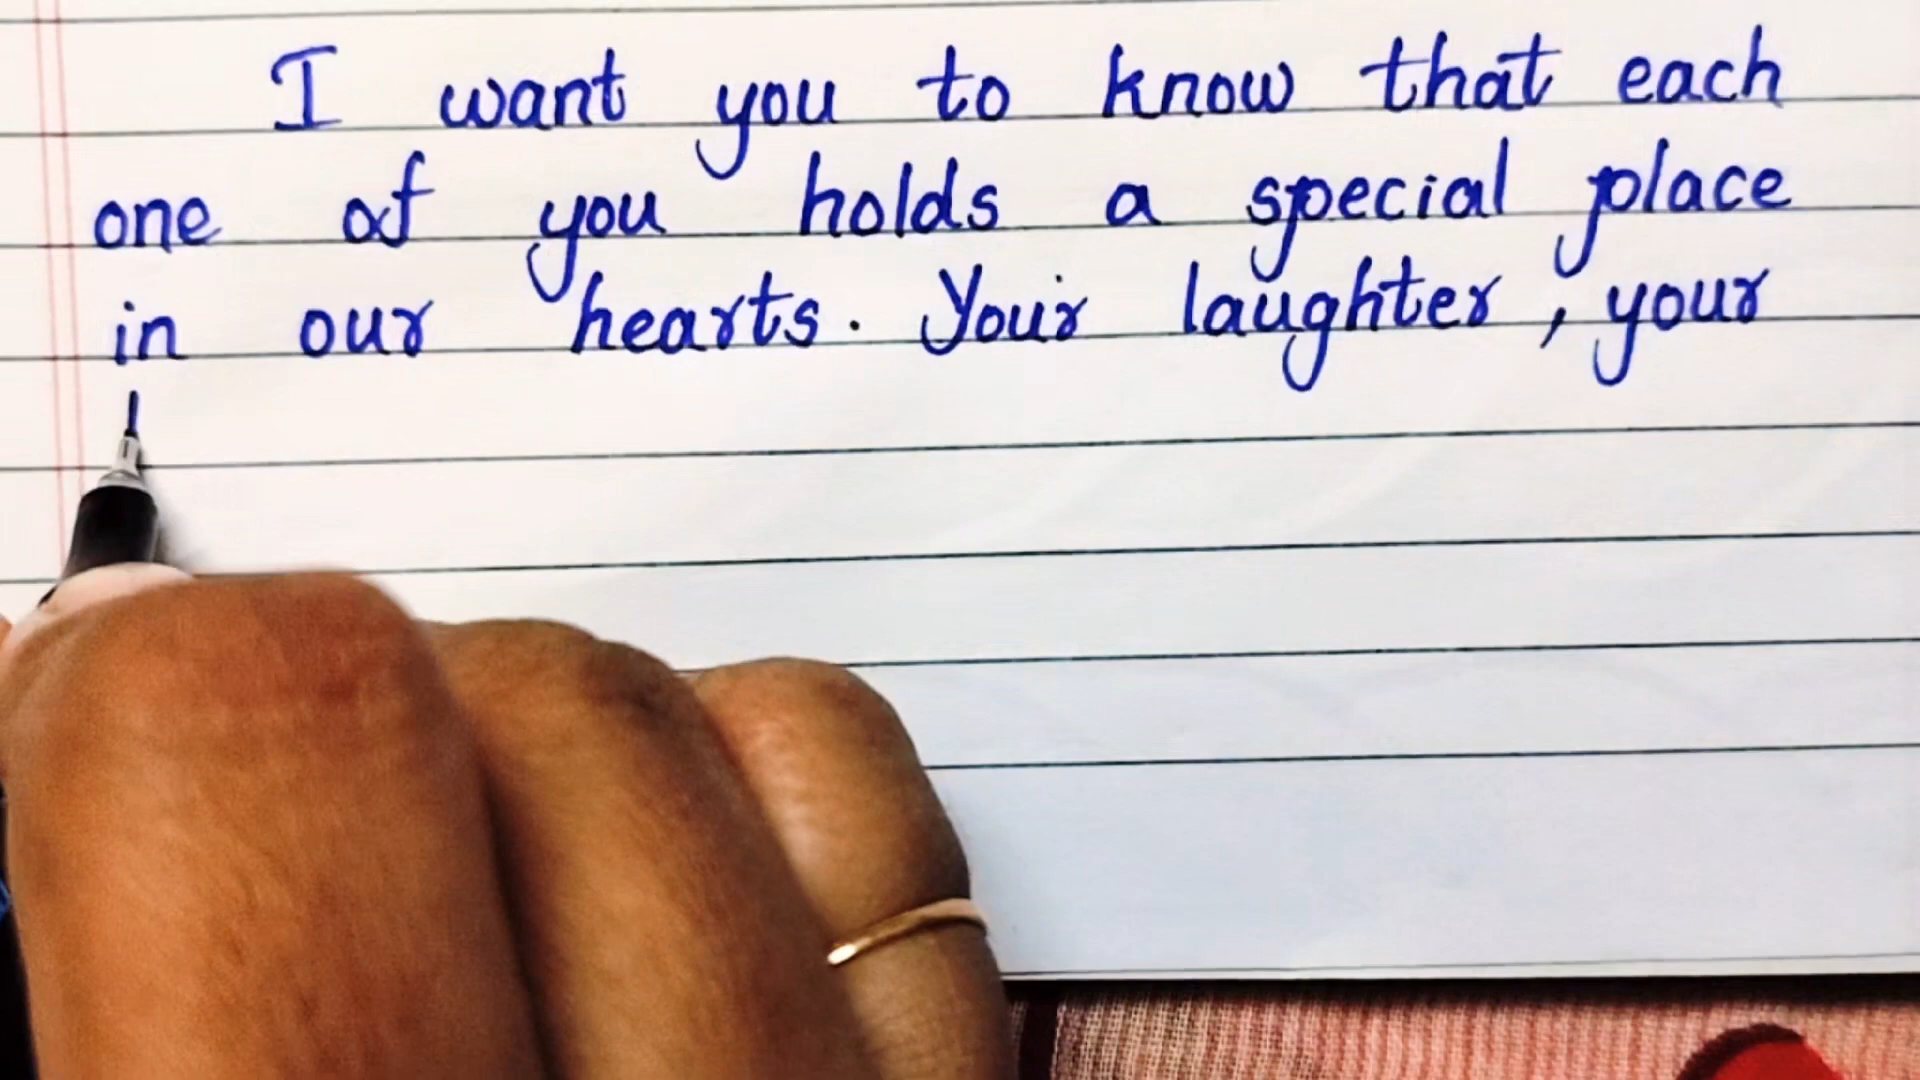 I want you to know that each
one of you holds a special place
in our hearts. Your laughter, your